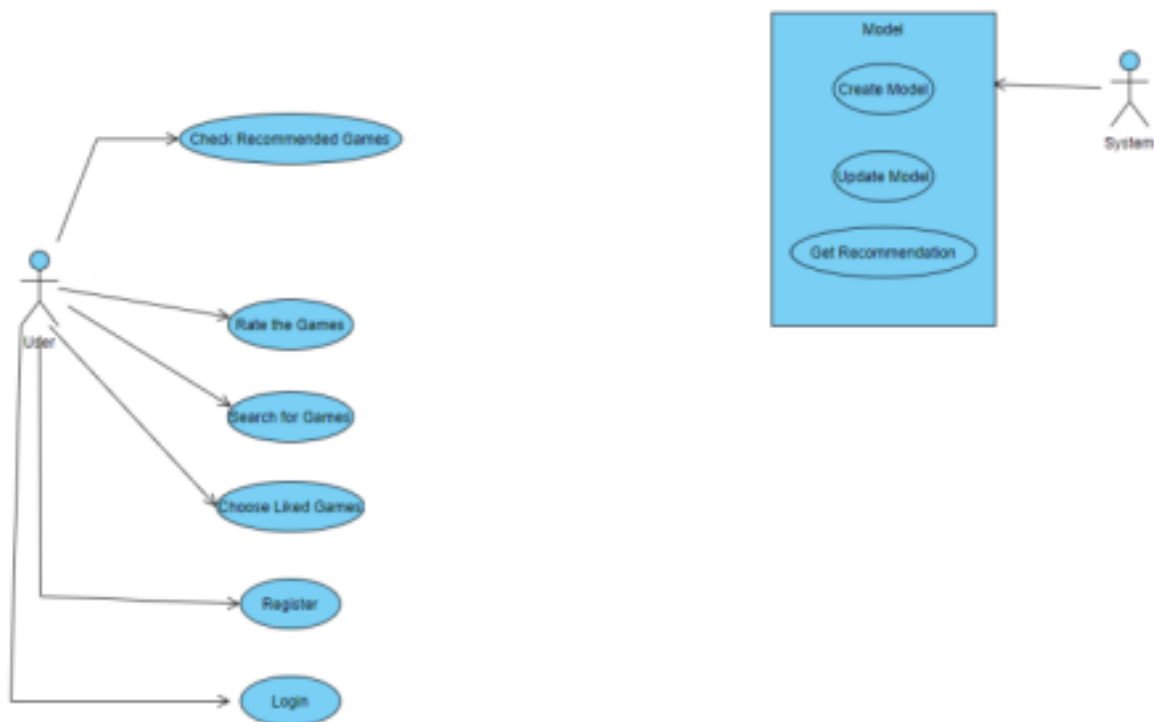 Model
Create Model
System
Check Recommended Games
Update Model
Get Recommendation
User
Rate the Games
Search for Games
Choose Liked Games
Register
Login